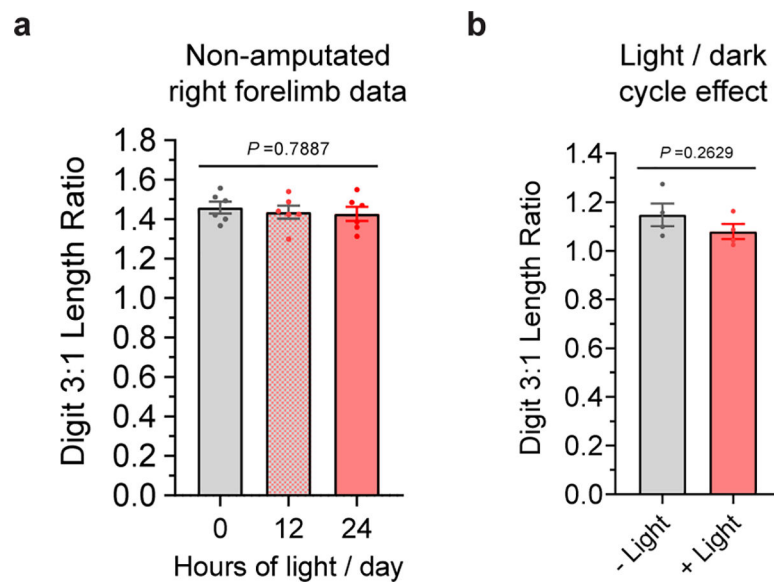 a
Non-amputated
right forelimb data
P =0.7887
Digit 3:1 Length Ratio
1.8
1.6
1.4
1.2
1.0
0.8
0.6
0.4
0.2
0.0
0 12 24
Hours of light / day
b
Light / dark
cycle effect
P =0.2629
Digit 3:1 Length Ratio
1.4
1.2
1.0
0.8
0.6
0.4
0.2
0.0
- Light + Light